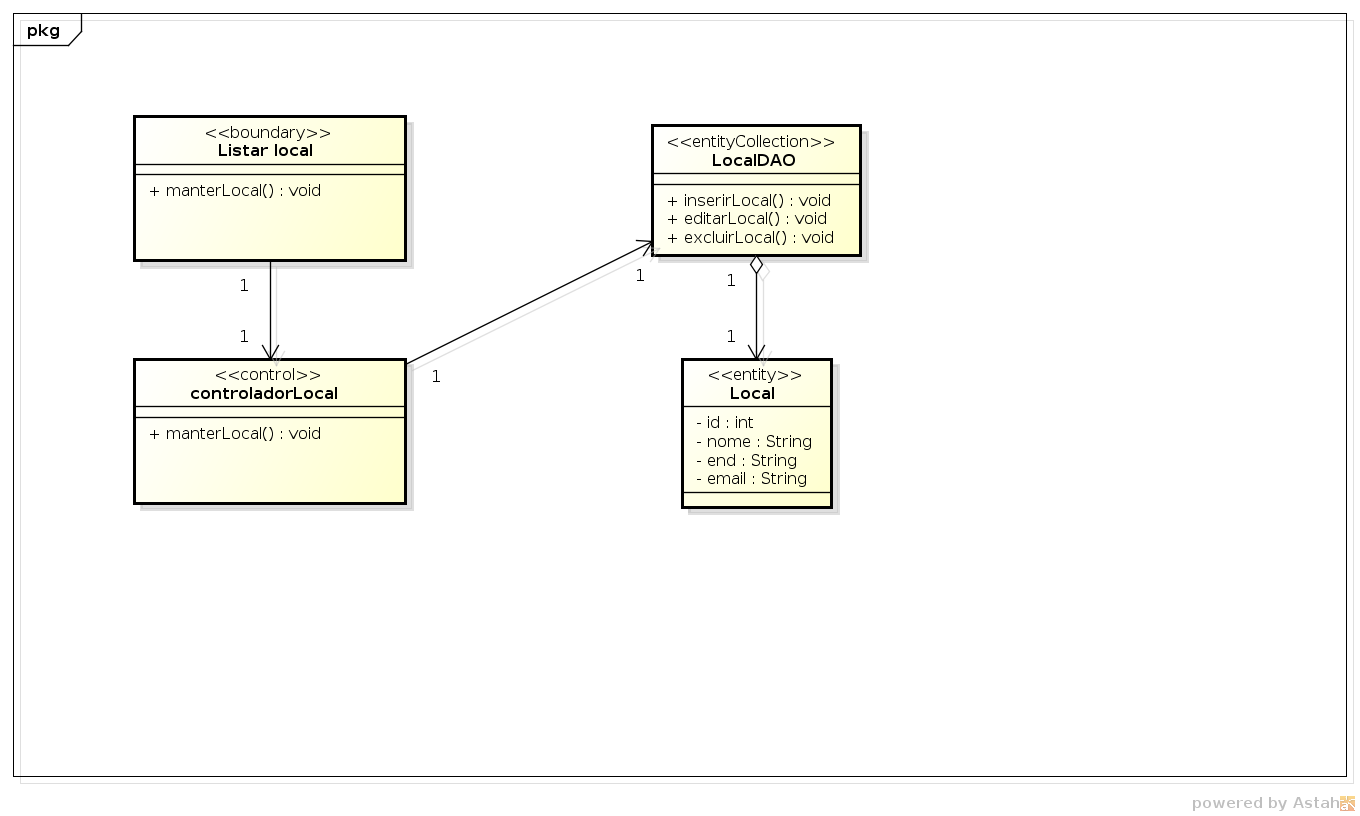 pkg
<<boundary>>
Listar local
+ manterLocal() : void
<<entityCollection>>
LocalDAO
+ inserirLocal() : void
+ editarLocal() : void
+ excluirLocal() : void
1
1
1
1
1
1
<<control>>
controladorLocal
+ manterLocal() : void
<<entity>>
Local
- id : int
- nome : String
- end : String
- email : String
powered by Astah